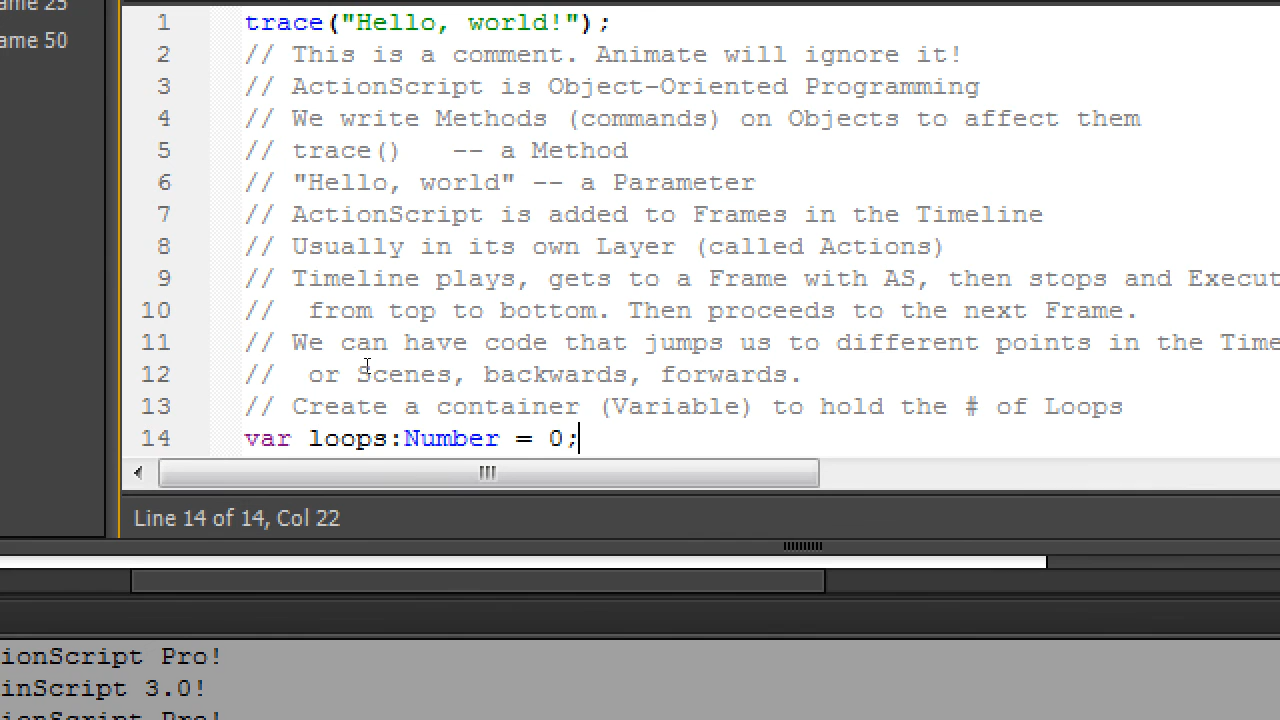 ame 25
ame 50
1 trace("Hello, world!");
2 // This is a comment. Animate will ignore it!
3 // ActionScript is Object-Oriented Programming
4 // We write Methods (commands) on Objects to affect them
5 // trace()   -- a Method
6 // "Hello, world" -- a Parameter
7 // ActionScript is added to Frames in the Timeline
8 // Usually in its own Layer (called Actions)
9 // Timeline plays, gets to a Frame with AS, then stops and Execut
10 //  from top to bottom. Then proceeds to the next Frame.
11 // We can have code that jumps us to different points in the Time
12 //  or Scenes, backwards, forwards.
13 // Create a container (Variable) to hold the # of Loops
14 var loops:Number = 0;
Line 14 of 14, Col 22
ionScript Pro!
inScript 3.0!
ionScript Pro!